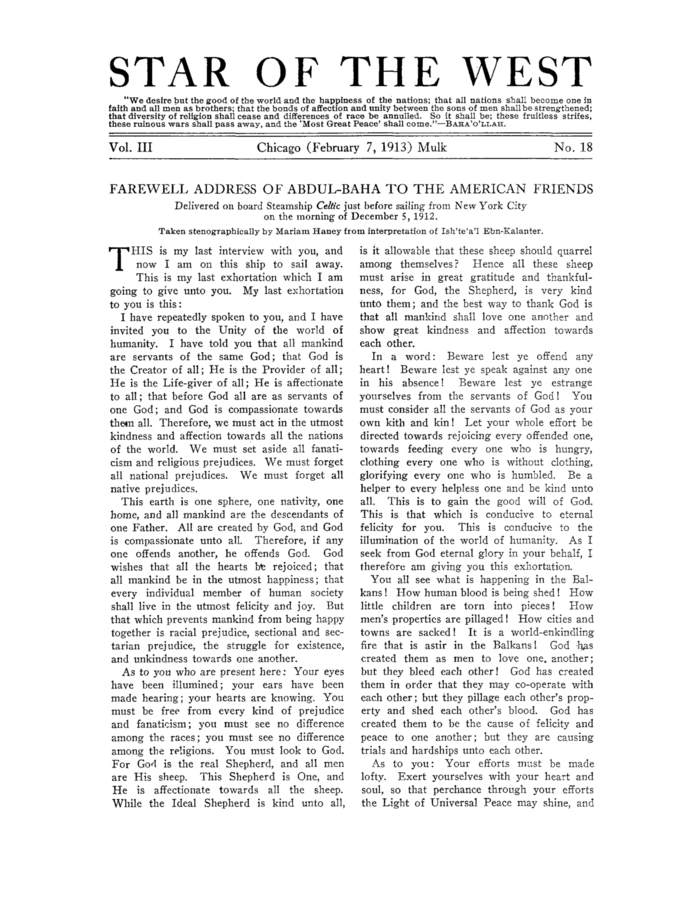 STAR OF THE WEST
"We desire but the good of the world and the happiness of the nations; that all nations shall become one in
faith and all men as brothers; that the bonds of affection and unity between the sons of men shall be strengthened;
that diversity of religion shall cease and differences of race be annulled. So it shall be; these fruitless strifes,
these ruinous wars shall pass away, and the 'Most Great Peace' shall come."—BAHA'O'LLAH.
Vol. III Chicago (February 7, 1913) Mulk No. 18
FAREWELL ADDRESS OF ABDUL-BAHA TO THE AMERICAN FRIENDS
Delivered on board Steamship Celtic just before sailing from New York City
on the morning of December 5, 1912.
Taken stenographically by Mariam Haney from interpretation of Ish'te'a'l Ebn-Kalanter.
THIS is my last interview with you, and
now I am on this ship to sail away.
This is my last exhortation which I am
going to give unto you. My last exhortation
to you is this:
I have repeatedly spoken to you, and I have
invited you to the Unity of the world of
humanity. I have told you that all mankind
are servants of the same God; that God is
the Creator of all; He is the Provider of all;
He is the Life-giver of all; He is affectionate
to all; that before God all are as servants of
one God; and God is compassionate towards
them all. Therefore, we must act in the utmost
kindness and affection towards all the nations
of the world. We must set aside all fanati-
cism and religious prejudices. We must forget
all national prejudices. We must forget all
native prejudices.
This earth is one sphere, one nativity, one
home, and all mankind are the descendants of
one Father. All are created by God, and God
is compassionate unto all. Therefore, if any
one offends another, he offends God. God
wishes that all the hearts be rejoiced; that
all mankind be in the utmost happiness; that
every individual member of human society
shall live in the utmost felicity and joy. But
that which prevents mankind from being happy
together is racial prejudice, sectional and sec-
tarian prejudice, the struggle for existence,
and unkindness towards one another.
As to you who are present here: Your eyes
have been illumined; your ears have been
made hearing; your hearts are knowing. You
must be free from every kind of prejudice
and fanaticism; you must see no difference
among the races; you must see no difference
among the religions. You must look to God.
For God is the real Shepherd, and all men
are His sheep. This Shepherd is One, and
He is affectionate towards all the sheep.
While the Ideal Shepherd is kind unto all,
is it allowable that these sheep should quarrel
among themselves? Hence all these sheep
must arise in great gratitude and thankful-
ness, for God, the Shepherd, is very kind
unto them; and the best way to thank God is
that all mankind shall love one another and
show great kindness and affection towards
each other.
In a word: Beware lest ye offend any
heart! Beware lest ye speak against any one
in his absence! Beware lest ye estrange
yourselves from the servants of God! You
must consider all the servants of God as your
own kith and kin! Let your whole effort be
directed towards rejoicing every offended one,
towards feeding every one who is hungry,
clothing every one who is without clothing,
glorifying every one who is humbled. Be a
helper to every helpless one and be kind unto
all. This is to gain the good will of God.
This is that which is conducive to eternal
felicity for you. This is conducive to the
illumination of the world of humanity. As I
seek from God eternal glory in your behalf, I
therefore am giving you this exhortation.
You all see what is happening in the Bal-
kans! How human blood is being shed! How
little children are torn into pieces! How
men's properties are pillaged! How cities and
towns are sacked! It is a world-enkindling
fire that is astir in the Balkans! God has
created them as men to love one, another;
but they bleed each other! God has created
them in order that they may co-operate with
each other; but they pillage each other's prop-
erty and shed each other's blood. God has
created them to be the cause of felicity and
peace to one another; but they are causing
trials and hardships unto each other.
As to you: Your efforts must be made
lofty. Exert yourselves with your heart and
soul, so that perchance through your efforts
the Light of Universal Peace may shine, and